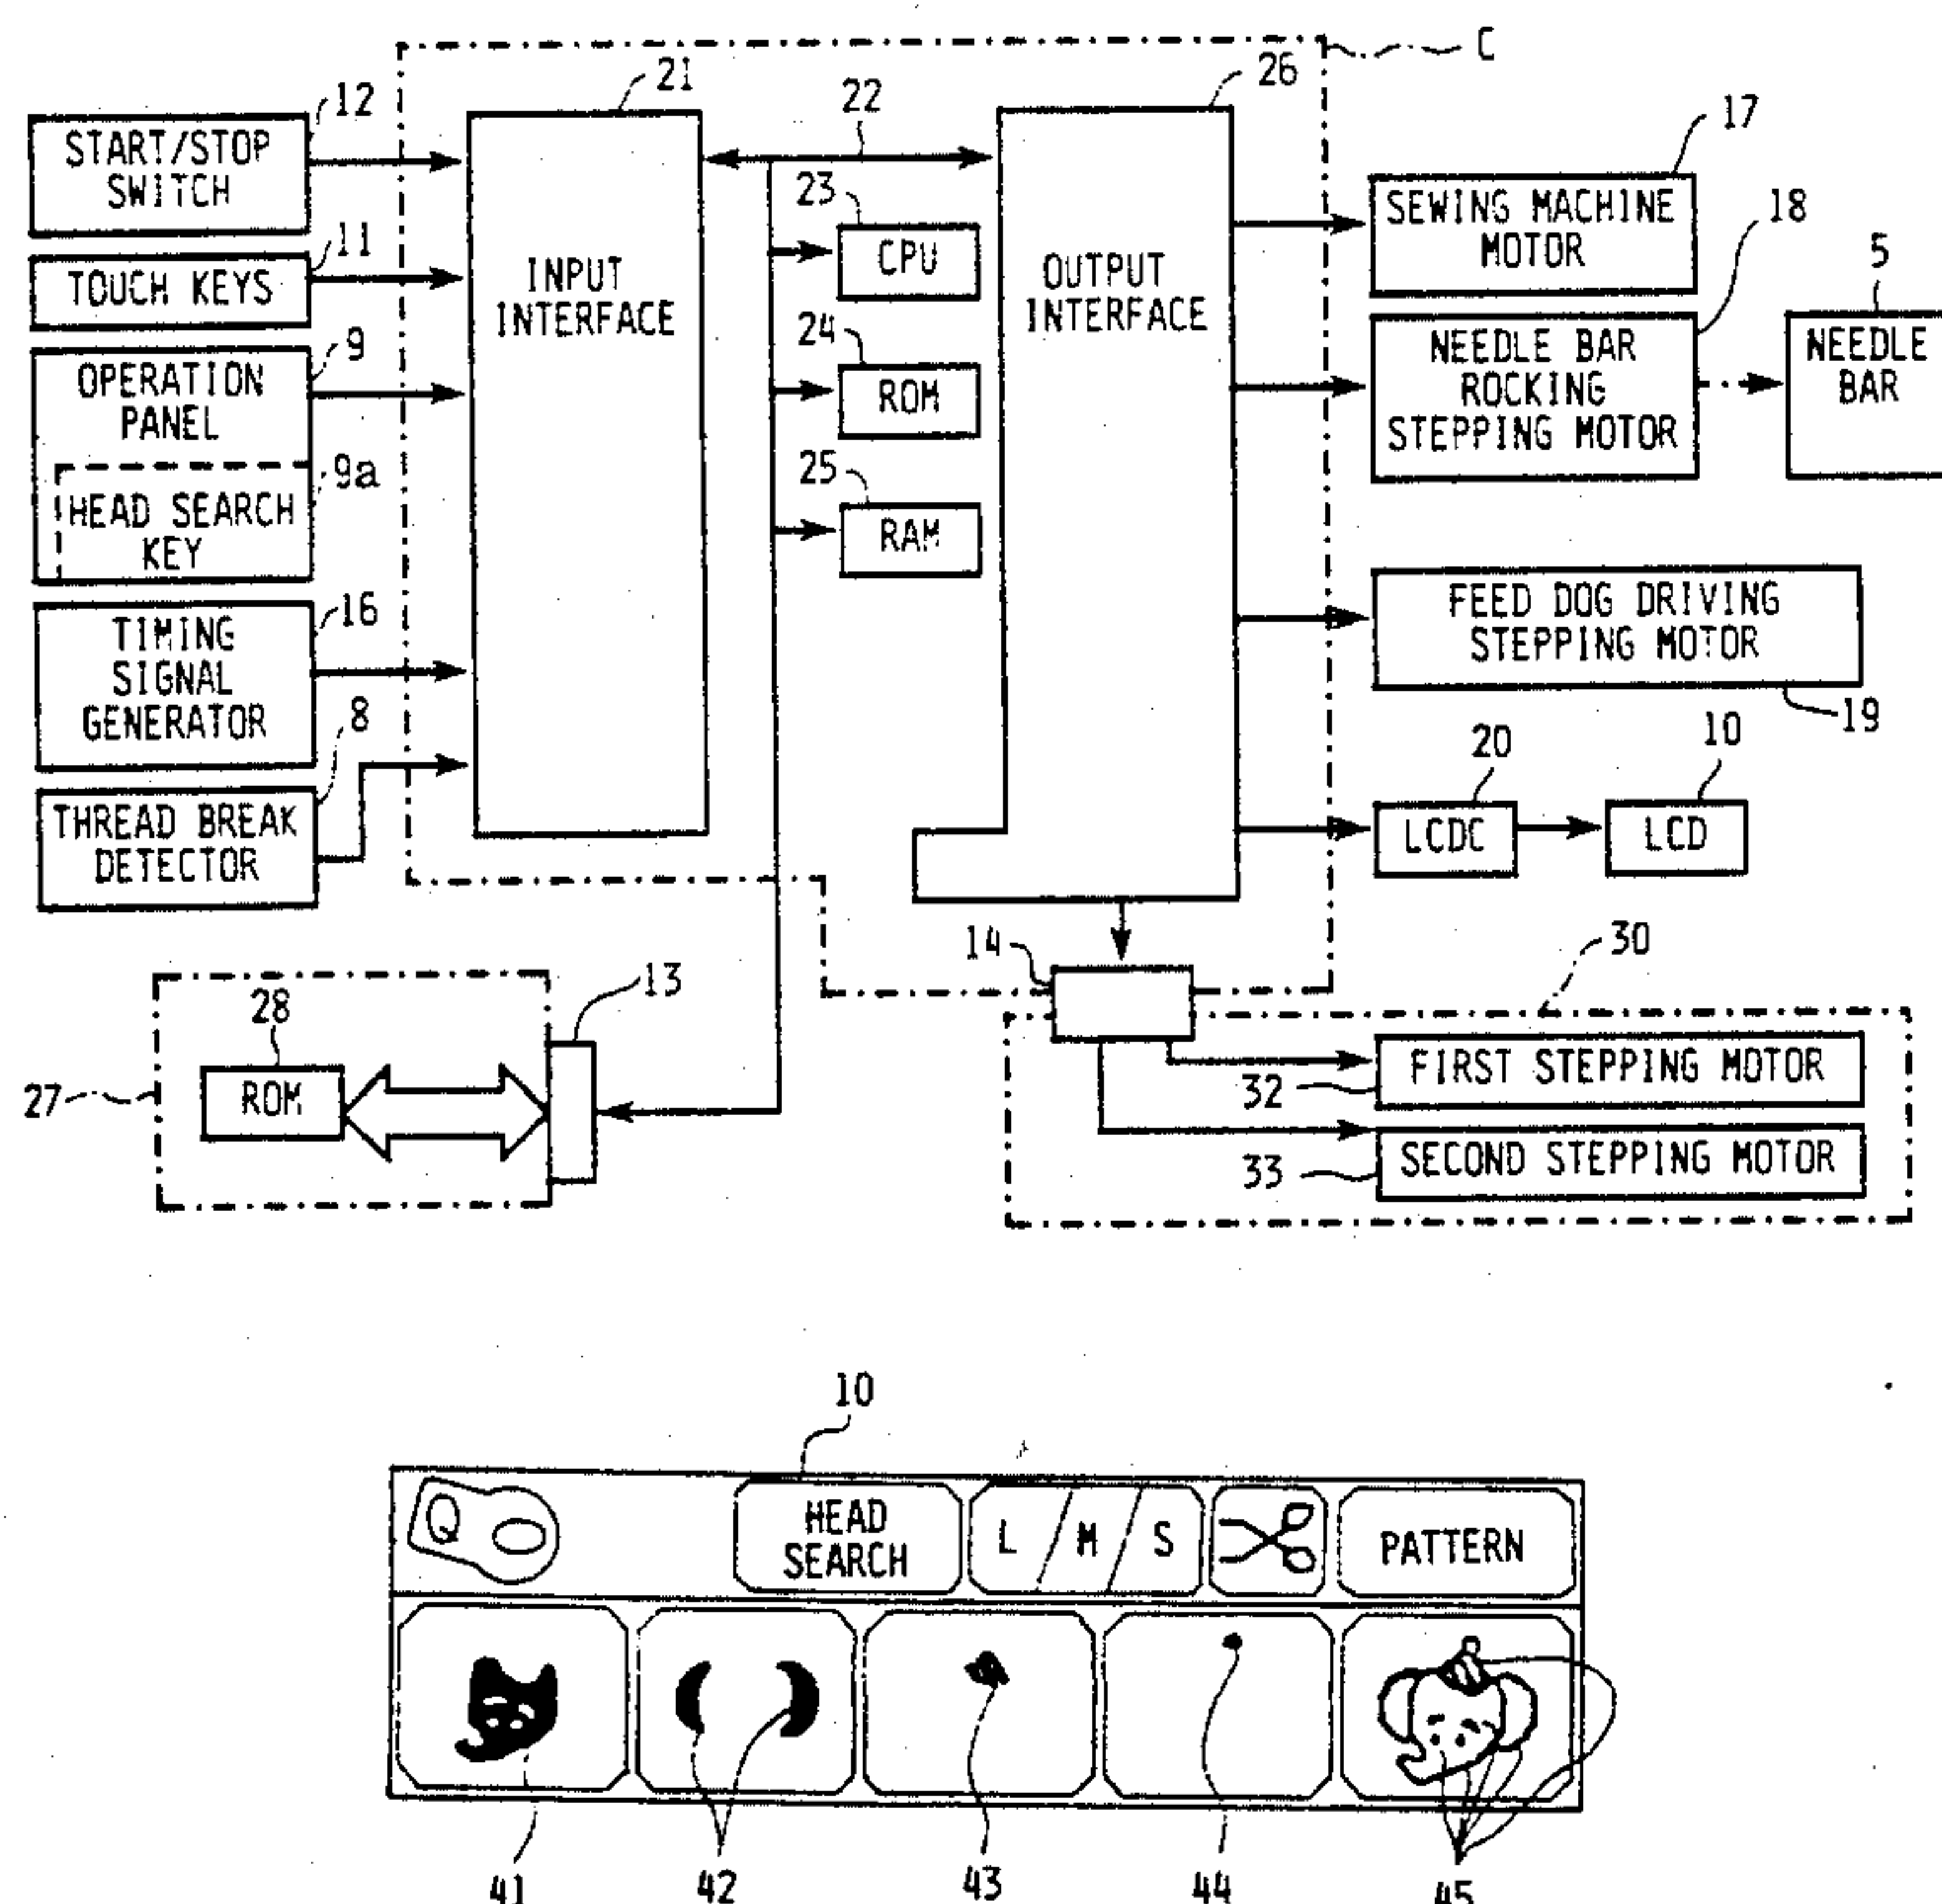 C
21
22
26
12
START/STOP
SWITCH
17
SEWING MACHINE
MOTOR
23
CPU
11
TOUCH KEYS
INPUT
INTERFACE
OUTPUT
INTERFACE
18
NEEDLE BAR
ROCKING
STEPPING MOTOR
5
NEEDLE
BAR
9
OPERATION
PANEL
24
ROM
9a
HEAD SEARCH
KEY
25
RAM
16
TIMING
SIGNAL
GENERATOR
FEED DOG DRIVING
STEPPING MOTOR
19
8
THREAD BREAK
DETECTOR
20
LCDC
10
LCD
14
30
13
28
ROM
27
32
FIRST STEPPING MOTOR
33
SECOND STEPPING MOTOR
10
Q
HEAD
SEARCH
L / M / S
PATTERN
41
42
43
44
45